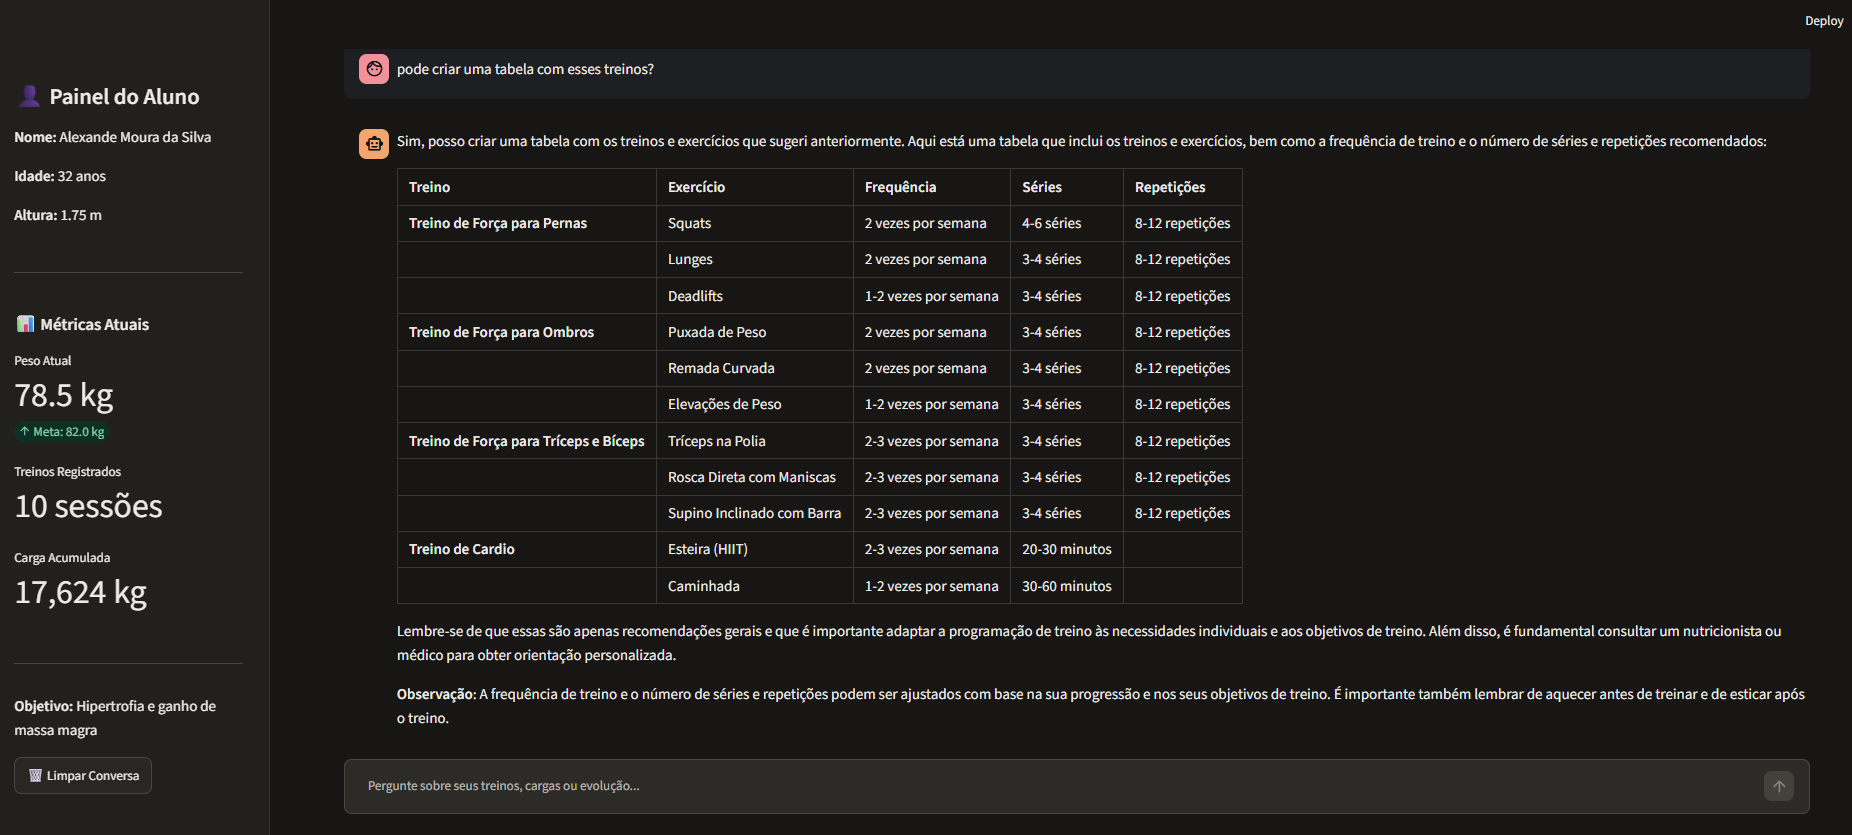 Deploy
Painel do Aluno
Nome: Alexande Moura da Silva
Idade: 32 anos
Altura: 1.75 m
Métricas Atuais
Peso Atual
78.5 kg
↑ Meta: 82.0 kg
Treinos Registrados
10 sessões
Carga Acumulada
17,624 kg
Objetivo: Hipertrofia e ganho de
massa magra
Limpar Conversa
pode criar uma tabela com esses treinos?
Sim, posso criar uma tabela com os treinos e exercícios que sugeri anteriormente. Aqui está uma tabela que inclui os treinos e exercícios, bem como a frequência de treino e o número de séries e repetições recomendados:
Treino Exercício Frequência Séries Repetições
Treino de Força para Pernas Squats 2 vezes por semana 4-6 séries 8-12 repetições
Lunges 2 vezes por semana 3-4 séries 8-12 repetições
Deadlifts 1-2 vezes por semana 3-4 séries 8-12 repetições
Treino de Força para Ombros Puxada de Peso 2 vezes por semana 3-4 séries 8-12 repetições
Remada Curvada 2 vezes por semana 3-4 séries 8-12 repetições
Elevações de Peso 1-2 vezes por semana 3-4 séries 8-12 repetições
Treino de Força para Tríceps e Bíceps Tríceps na Polia 2-3 vezes por semana 3-4 séries 8-12 repetições
Rosca Direta com Maniscas 2-3 vezes por semana 3-4 séries 8-12 repetições
Supino Inclinado com Barra 2-3 vezes por semana 3-4 séries 8-12 repetições
Treino de Cardio Esteira (HIIT) 2-3 vezes por semana 20-30 minutos
Caminhada 1-2 vezes por semana 30-60 minutos
Lembre-se de que essas são apenas recomendações gerais e que é importante adaptar a programação de treino às necessidades individuais e aos objetivos de treino. Além disso, é fundamental consultar um nutricionista ou
médico para obter orientação personalizada.
Observação: A frequência de treino e o número de séries e repetições podem ser ajustados com base na sua progressão e nos seus objetivos de treino. É importante também lembrar de aquecer antes de treinar e de esticar após
o treino.
Pergunte sobre seus treinos, cargas ou evolução...